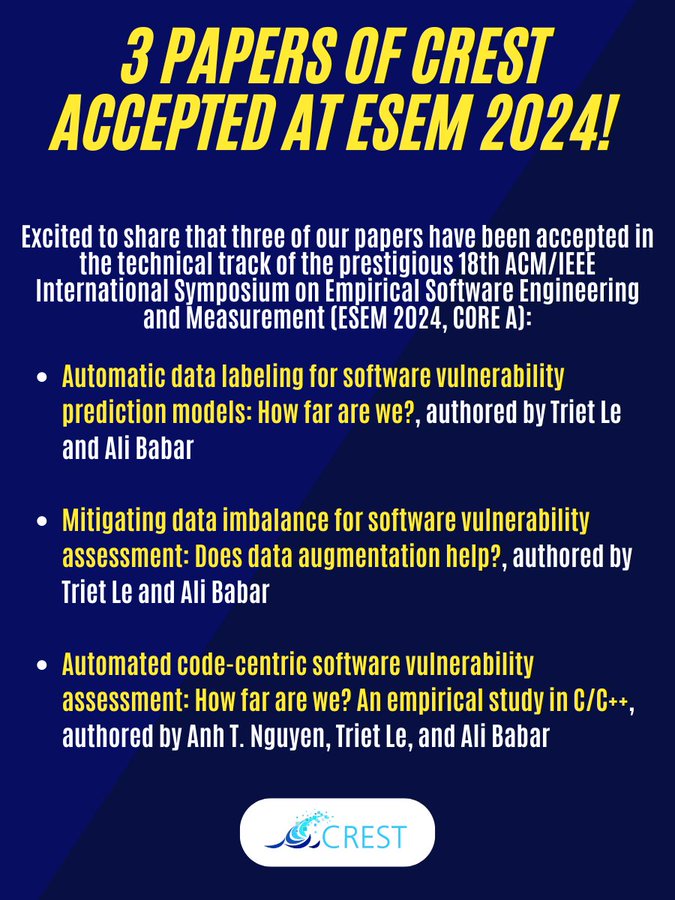 3 PAPERS OF CREST
ACCEPTED AT ESEM 2024!
Excited to share that three of our papers have been accepted in
the technical track of the prestigious 18th ACM/IEEE
International Symposium on Empirical Software Engineering
and Measurement (ESEM 2024, CORE A):
• Automatic data labeling for software vulnerability
prediction models: How far are we?, authored by Triet Le
and Ali Babar
• Mitigating data imbalance for software vulnerability
assessment: Does data augmentation help?, authored by
Triet Le and Ali Babar
• Automated code-centric software vulnerability
assessment: How far are we? An empirical study in C/C++,
authored by Anh T. Nguyen, Triet Le, and Ali Babar
CREST